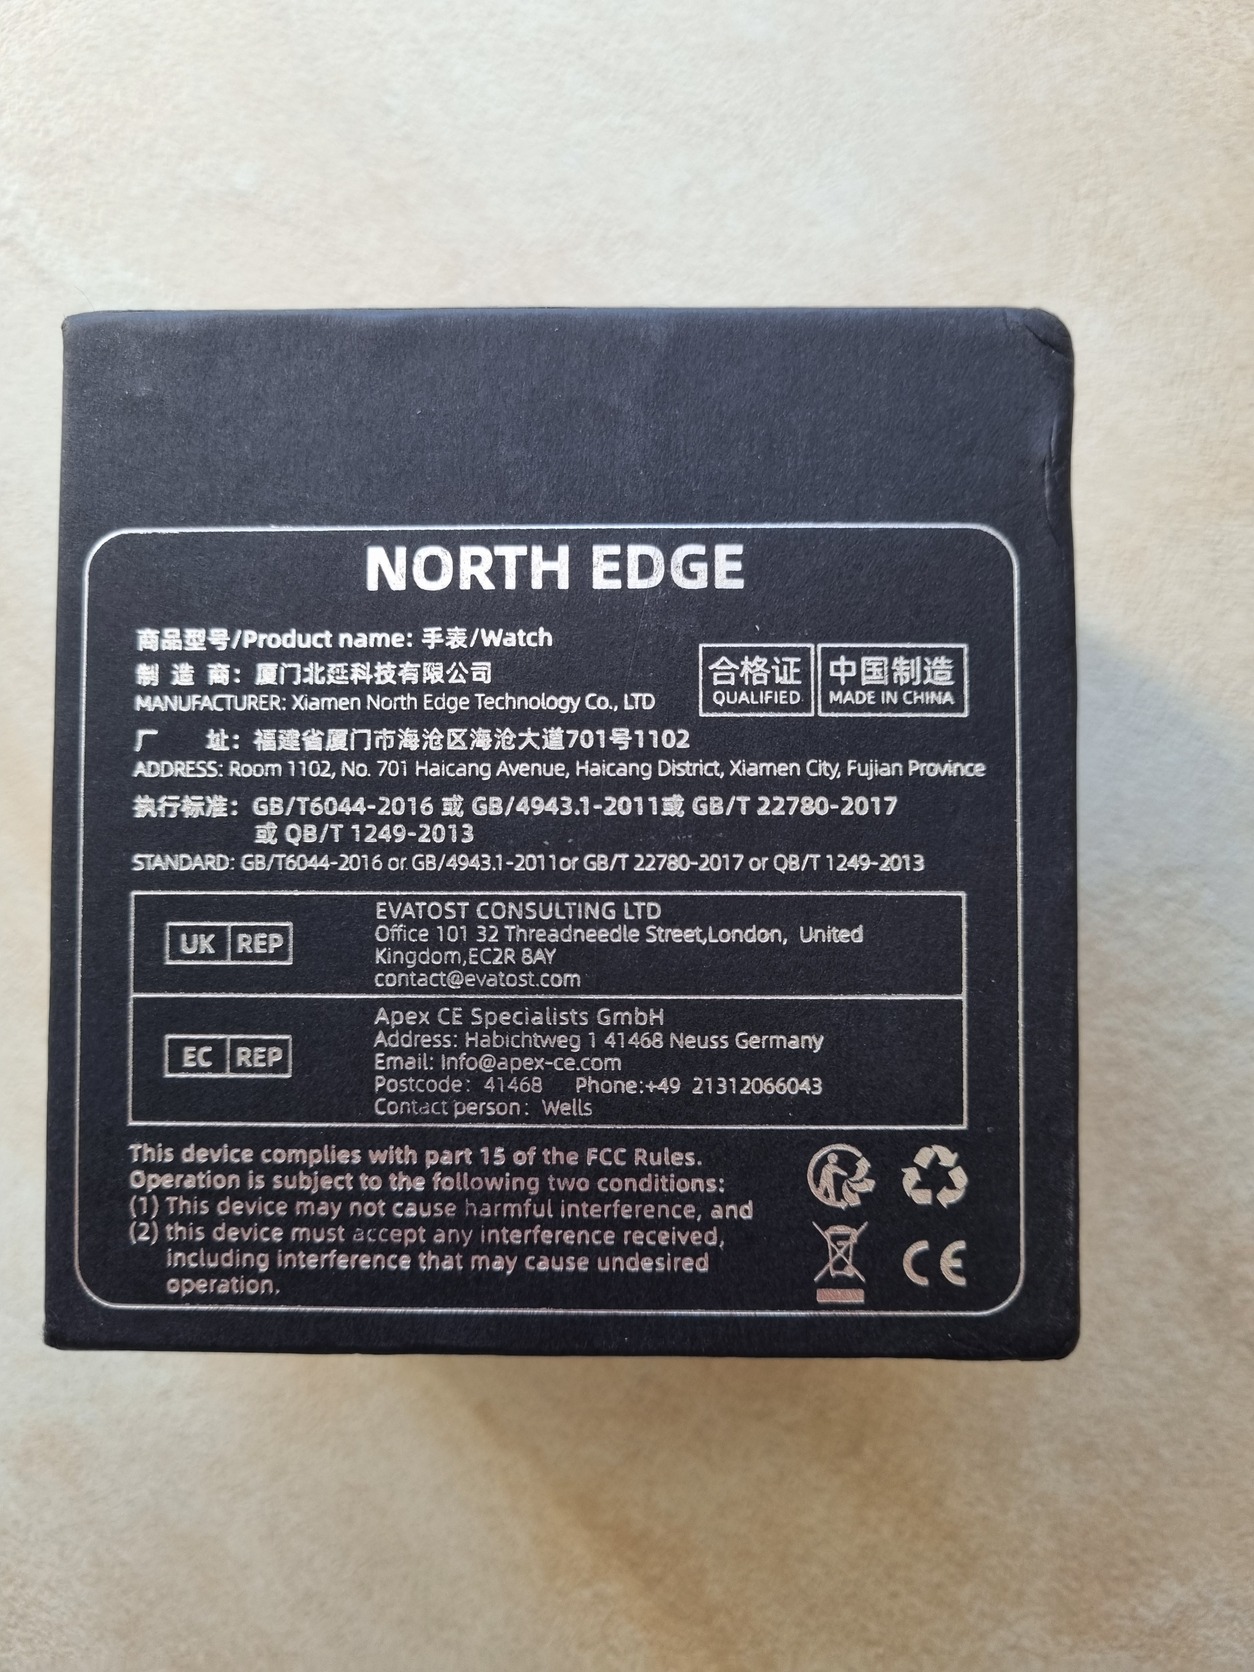 NORTH EDGE
商品型号/Product name: 手表/Watch
制 造 商: 厦门北延科技有限公司
MANUFACTURER: Xiamen North Edge Technology Co., LTD
合格证
QUALIFIED
中国制造
MADE IN CHINA
厂 址: 福建省厦门市海沧区海沧大道701号1102
ADDRESS: Room 1102, No. 701 Haicang Avenue, Haicang District, Xiamen City, Fujian Province
执行标准: GB/T6044-2016 或 GB/4943.1-2011或 GB/T 22780-2017
或 QB/T 1249-2013
STANDARD: GB/T6044-2016 or GB/4943.1-2011or GB/T 22780-2017 or QB/T 1249-2013
UK REP
EVATOST CONSULTING LTD
Office 101 32 Threadneedle Street,London, United
Kingdom,EC2R 8AY
contact@evatost.com
EC REP
Apex CE Specialists GmbH
Address: Habichtweg 1 41468 Neuss Germany
Email: Info@apex-ce.com
Postcode: 41468 Phone:+49 21312066043
Contact person: Wells
This device complies with part 15 of the FCC Rules.
Operation is subject to the following two conditions:
(1) This device may not cause harmful interference, and
(2) this device must accept any interference received,
including interference that may cause undesired
operation.
CE